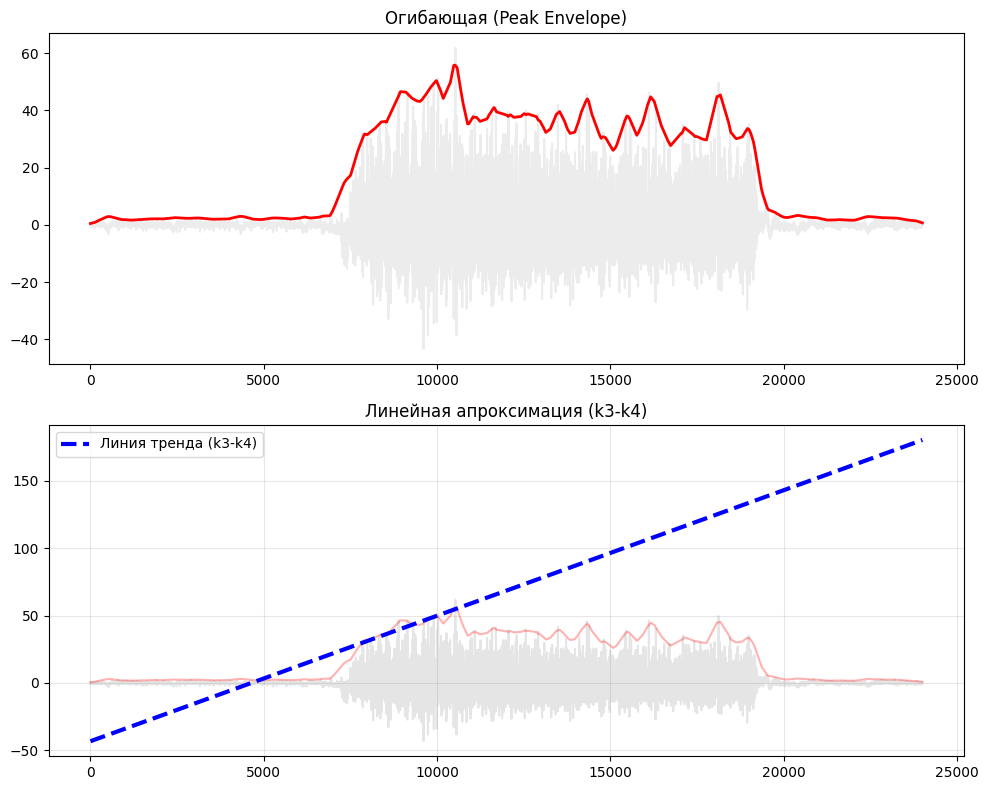 Огибающая (Peak Envelope)
60
40
20
0
−20
−40
0 5000 10000 15000 20000 25000
Линейная апроксимация (k3-k4)
Линия тренда (k3-k4)
150
100
50
0
−50
0 5000 10000 15000 20000 25000